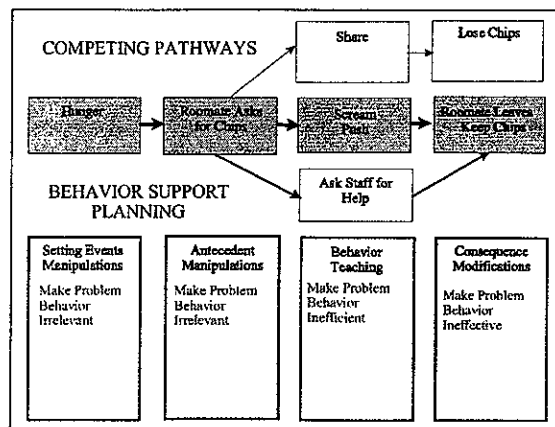 COMPETING PATHWAYS
Share
Lose Chips
Hunger
Roomate Asks
for Chips
Scream
Push
Roomate Leaves
Keep Chips
Ask Staff for
Help
BEHAVIOR SUPPORT
PLANNING
Setting Events
Manipulations
Make Problem
Behavior
Irrelevant
Antecedent
Manipulations
Make Problem
Behavior
Irrelevant
Behavior
Teaching
Make Problem
Behavior
Inefficient
Consequence
Modifications
Make Problem
Behavior
Ineffective